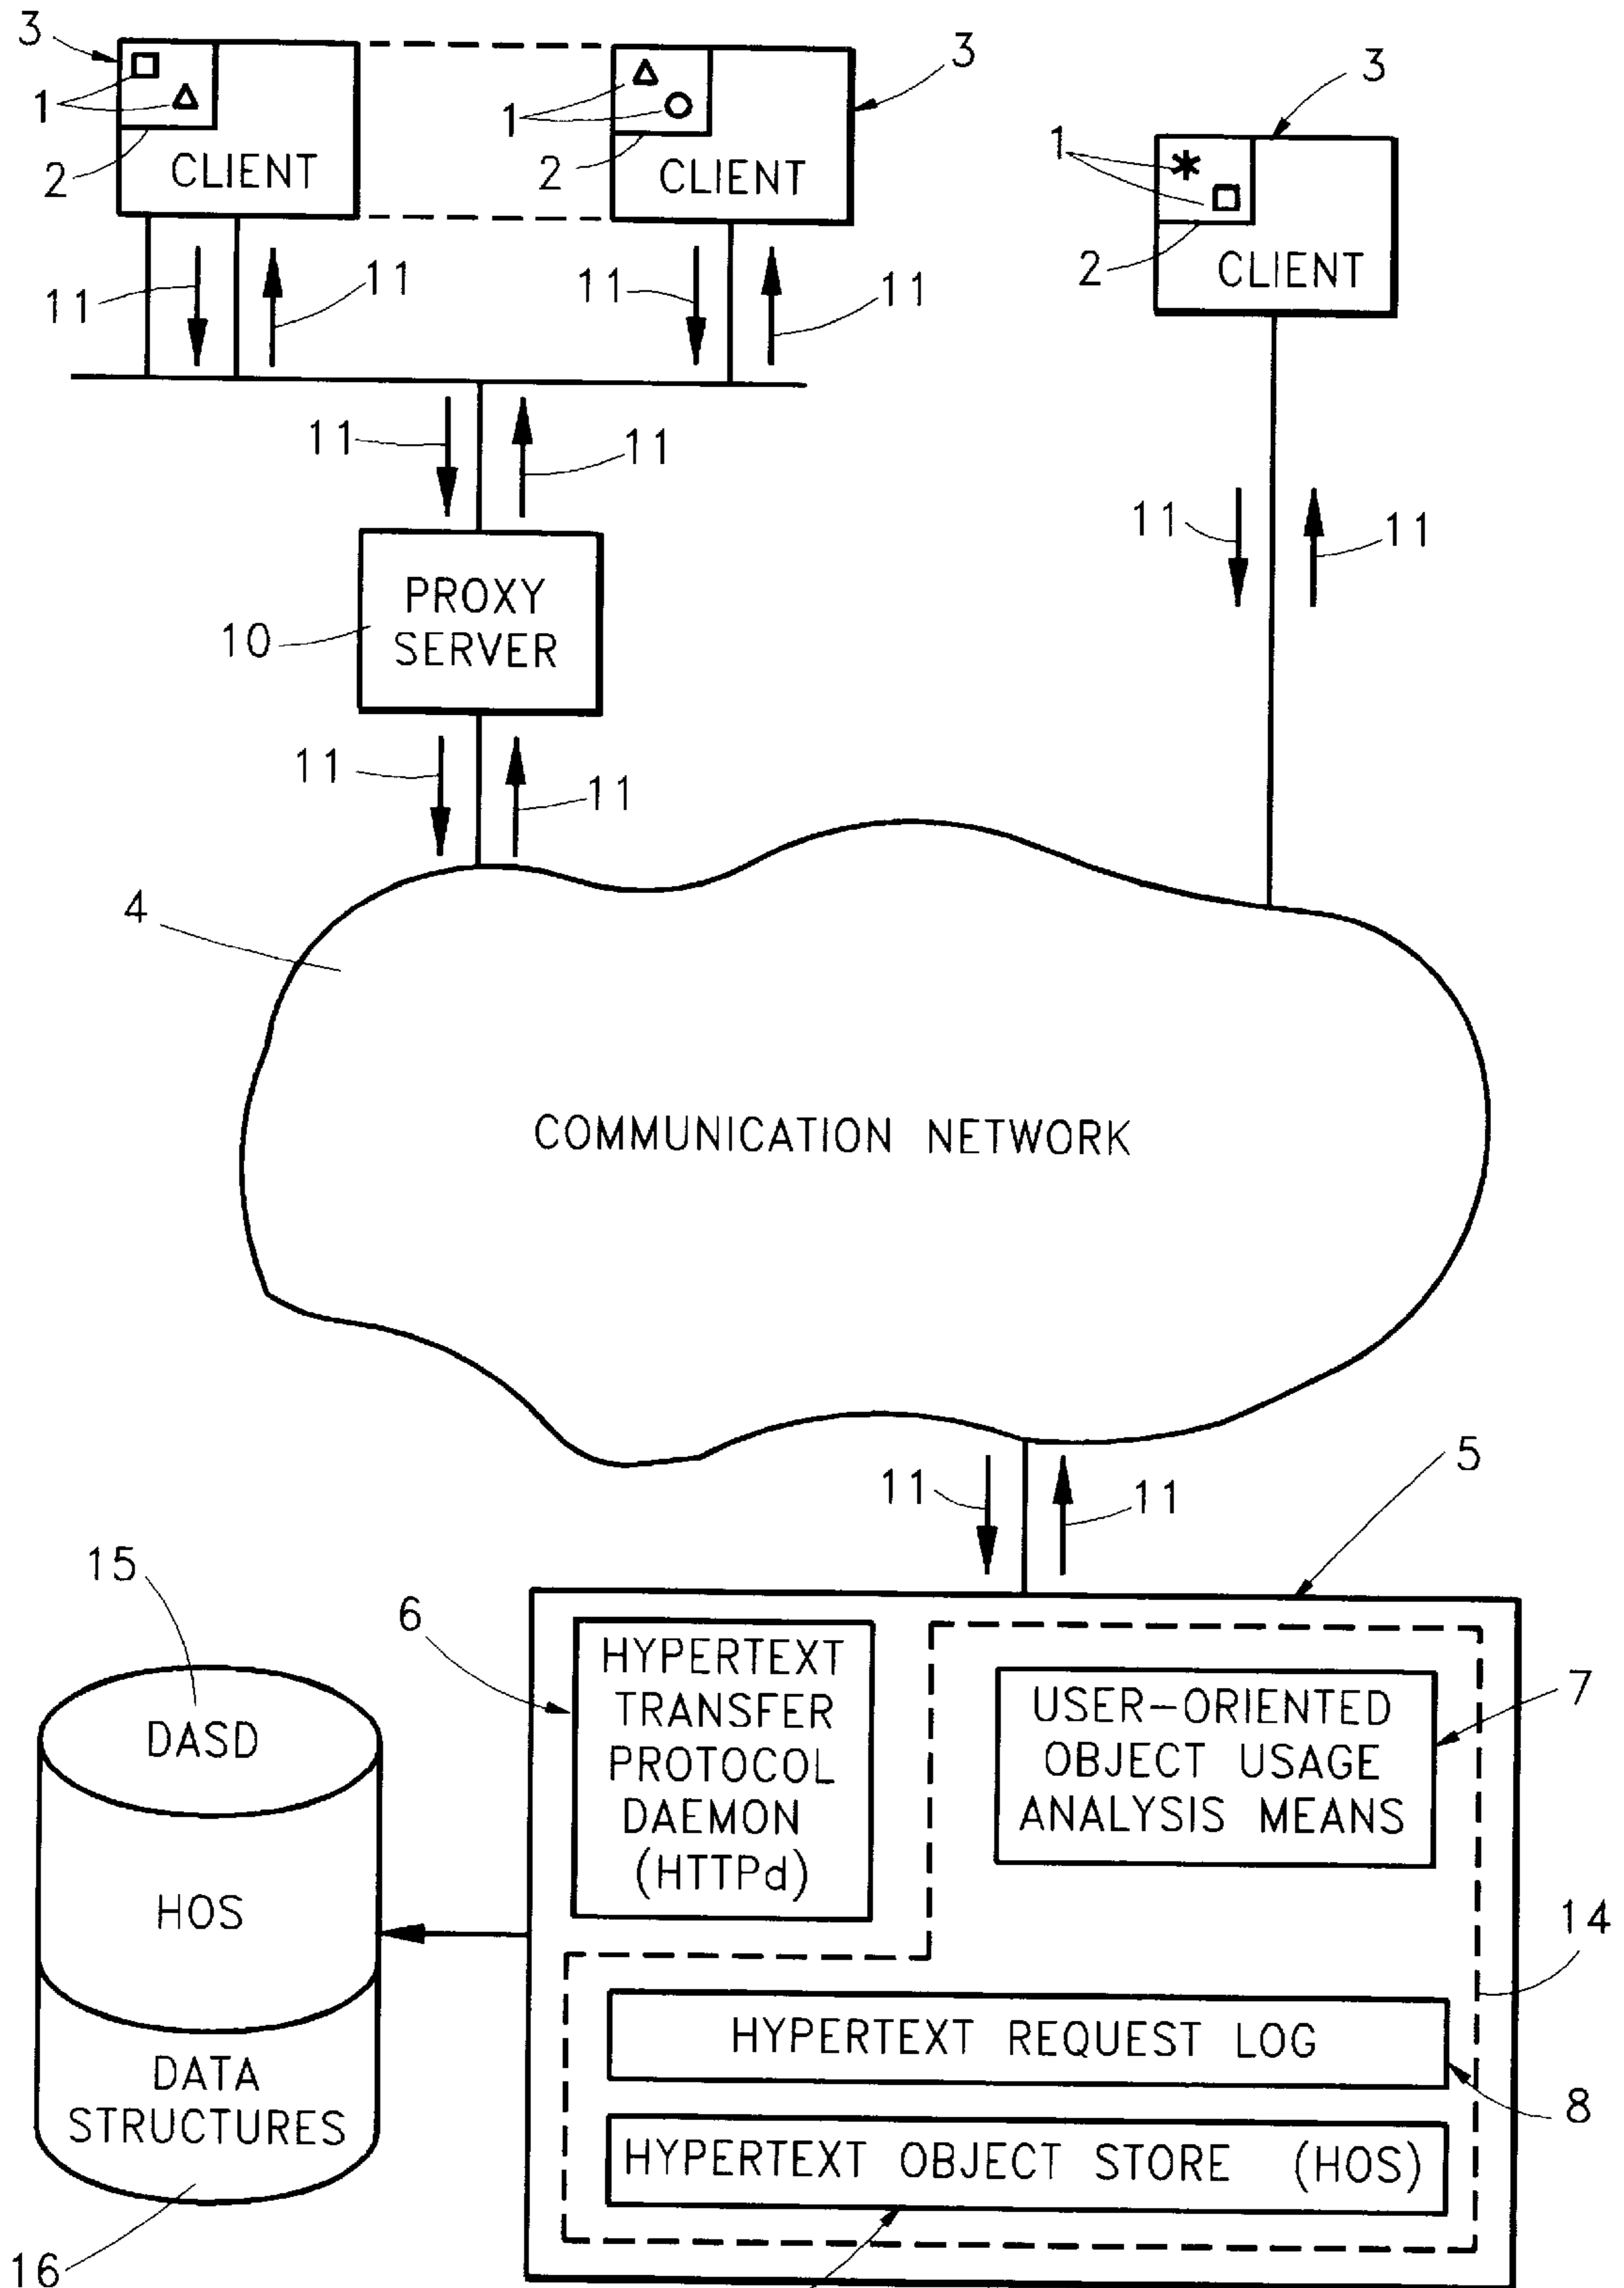 3
1
2
CLIENT
1
2
CLIENT
3
3
1
2
CLIENT
11
11
11
11
11
11
11
11
PROXY
SERVER
10
11
11
4
COMMUNICATION NETWORK
11
11
5
15
6
HYPERTEXT
TRANSFER
PROTOCOL
DAEMON
(HTTPd)
USER-ORIENTED
OBJECT USAGE
ANALYSIS MEANS
7
DASD
HOS
14
HYPERTEXT REQUEST LOG
8
DATA
STRUCTURES
HYPERTEXT OBJECT STORE (HOS)
16